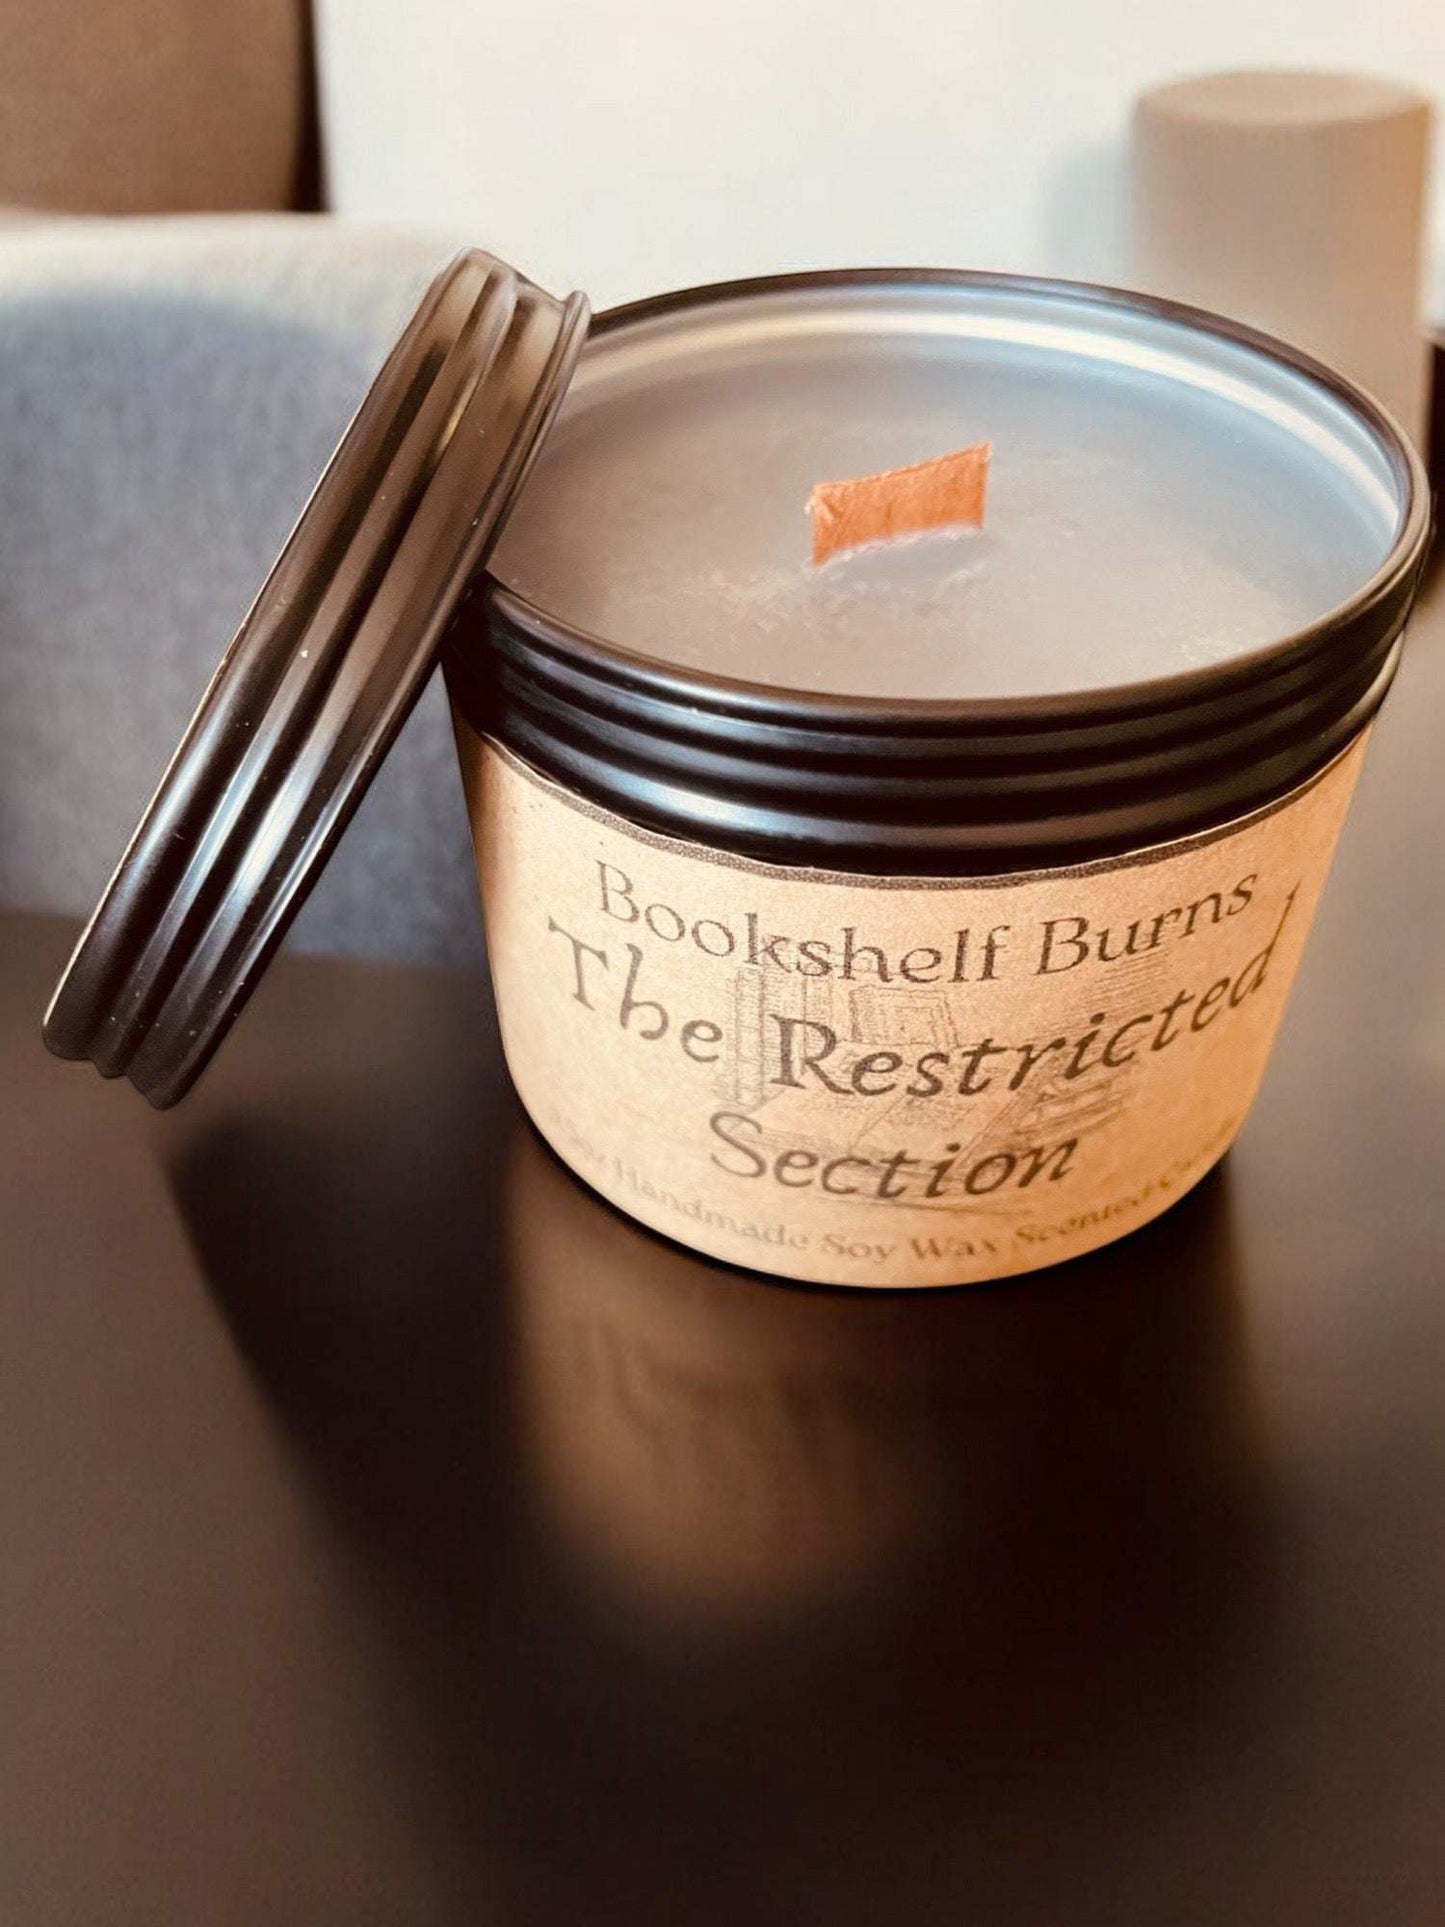 Bookshelf Burns
The Restricted
Section
Handmade Soy Wax Scented